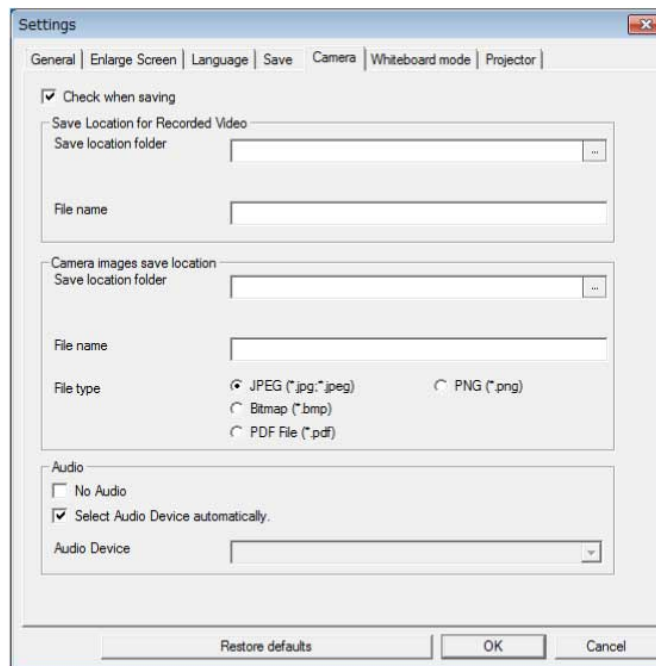 Settings
General Enlarge Screen Language Save Camera Whiteboard mode Projector
Check when saving
Save Location for Recorded Video
Save location folder
...
File name
Camera images save location
Save location folder
...
File name
File type
JPEG (*.jpg;*.jpeg) PNG (*.png)
Bitmap (*.bmp)
PDF File (*.pdf)
Audio
No Audio
Select Audio Device automatically.
Audio Device
Restore defaults OK Cancel